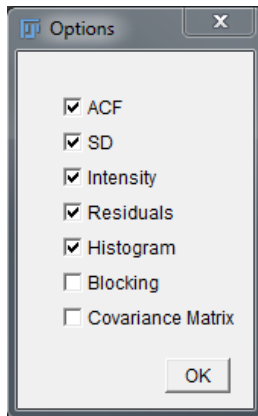 Options
x
ACF
SD
Intensity
Residuals
Histogram
Blocking
Covariance Matrix
OK